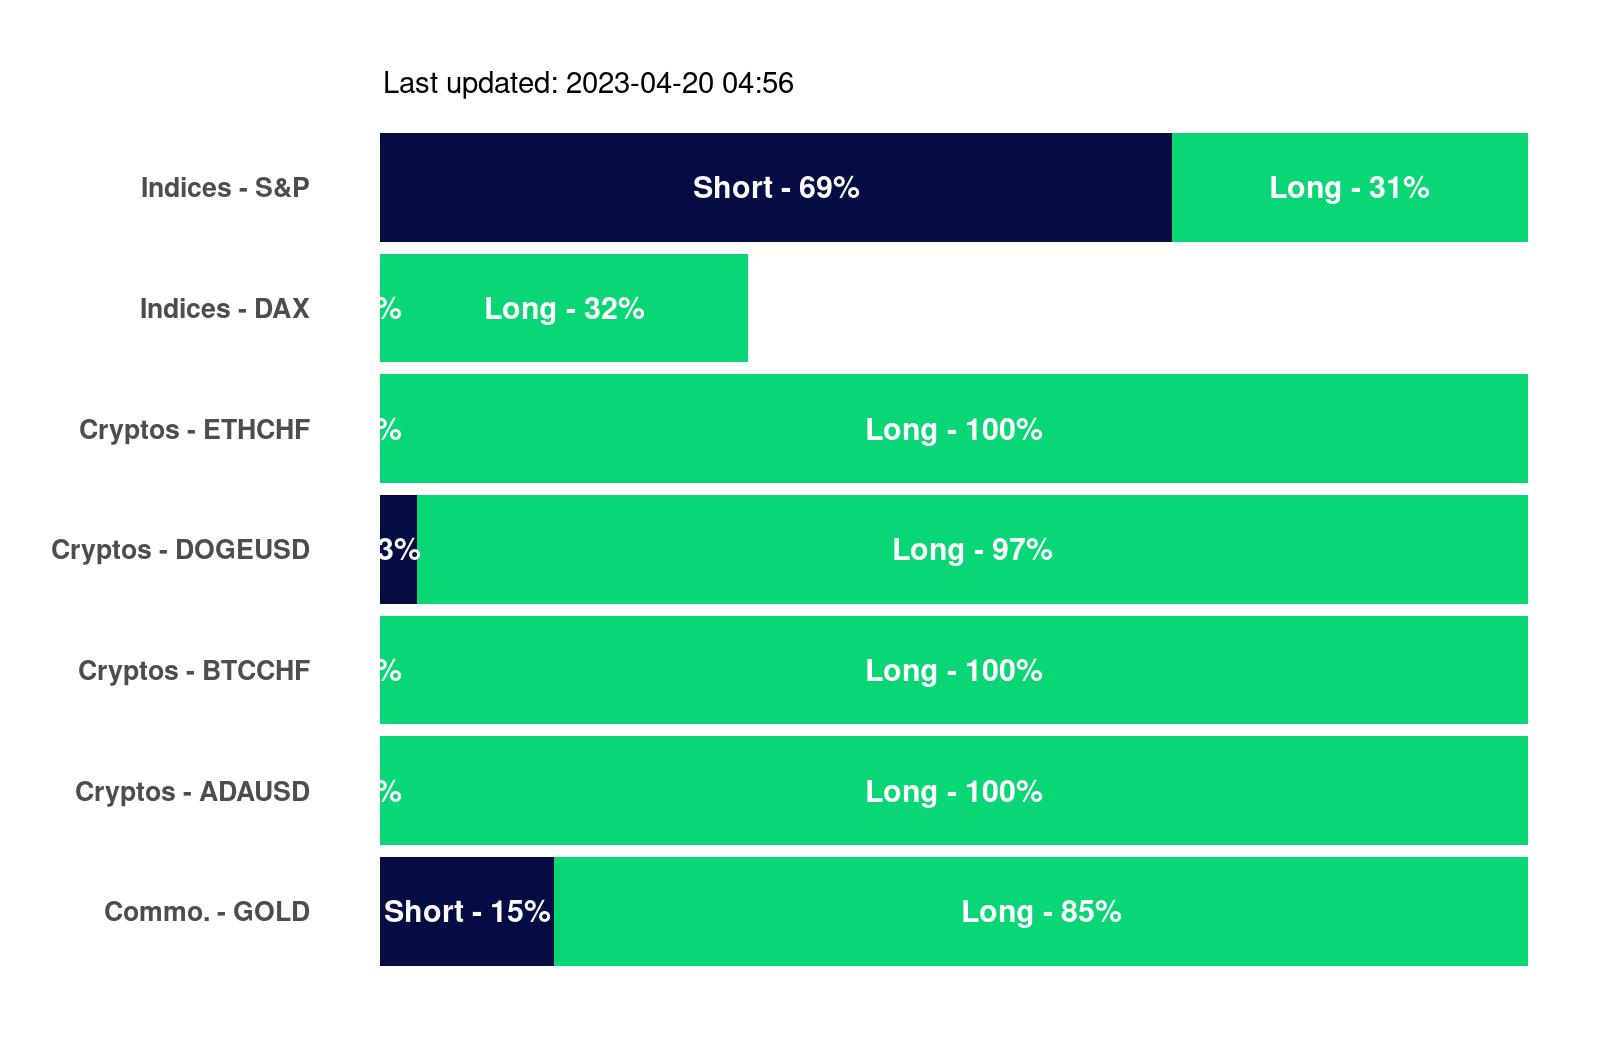 Last updated: 2023-04-20 04:56
Indices - S&P Short - 69% Long - 31%
Indices - DAX % Long - 32%
Cryptos - ETHCHF % Long - 100%
Cryptos - DOGEUSD 3% Long - 97%
Cryptos - BTCCHF % Long - 100%
Cryptos - ADAUSD % Long - 100%
Commo. - GOLD Short - 15% Long - 85%